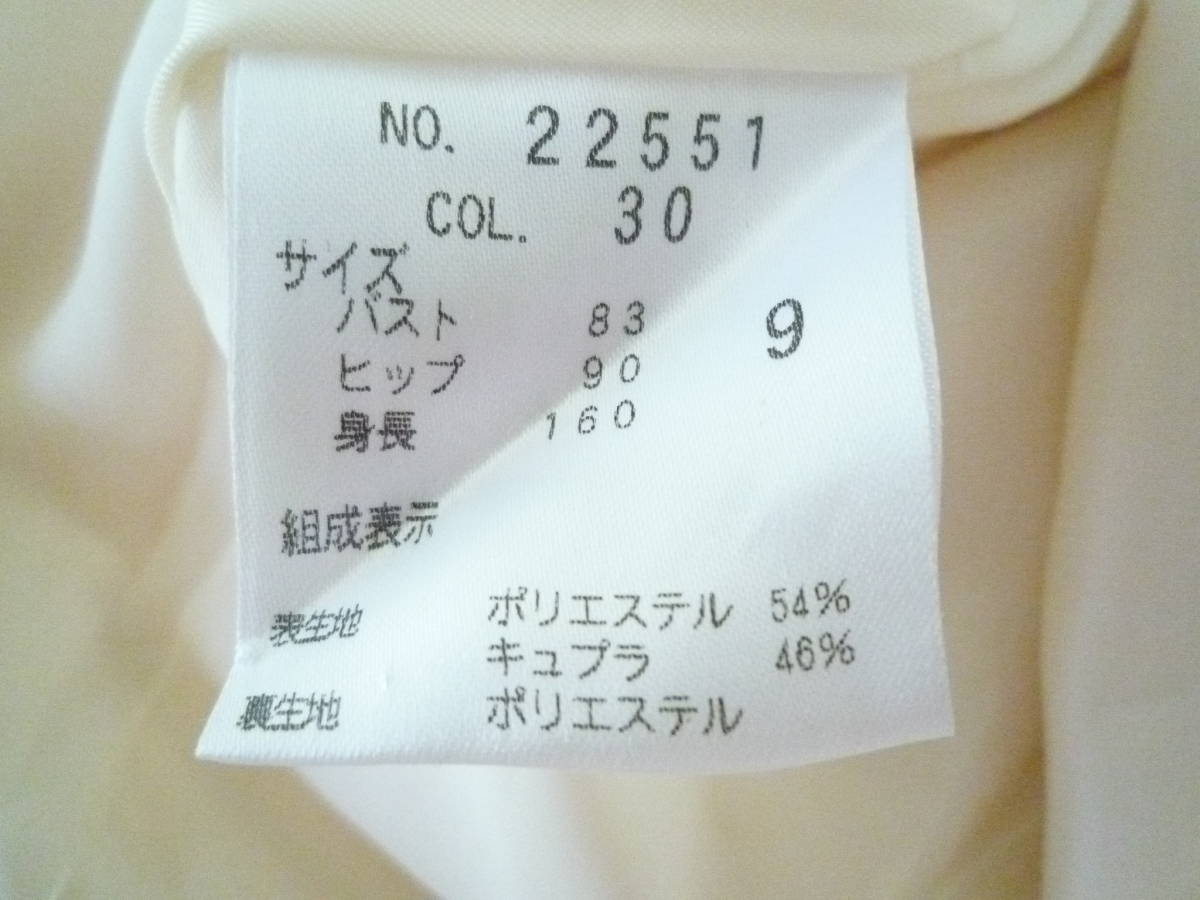 NO. 22551
COL. 30
サイズ
バスト 83 9
ヒップ 90
身長 160
組成表示
表生地 ポリエステル 54%
キュプラ 46%
裏生地 ポリエステル